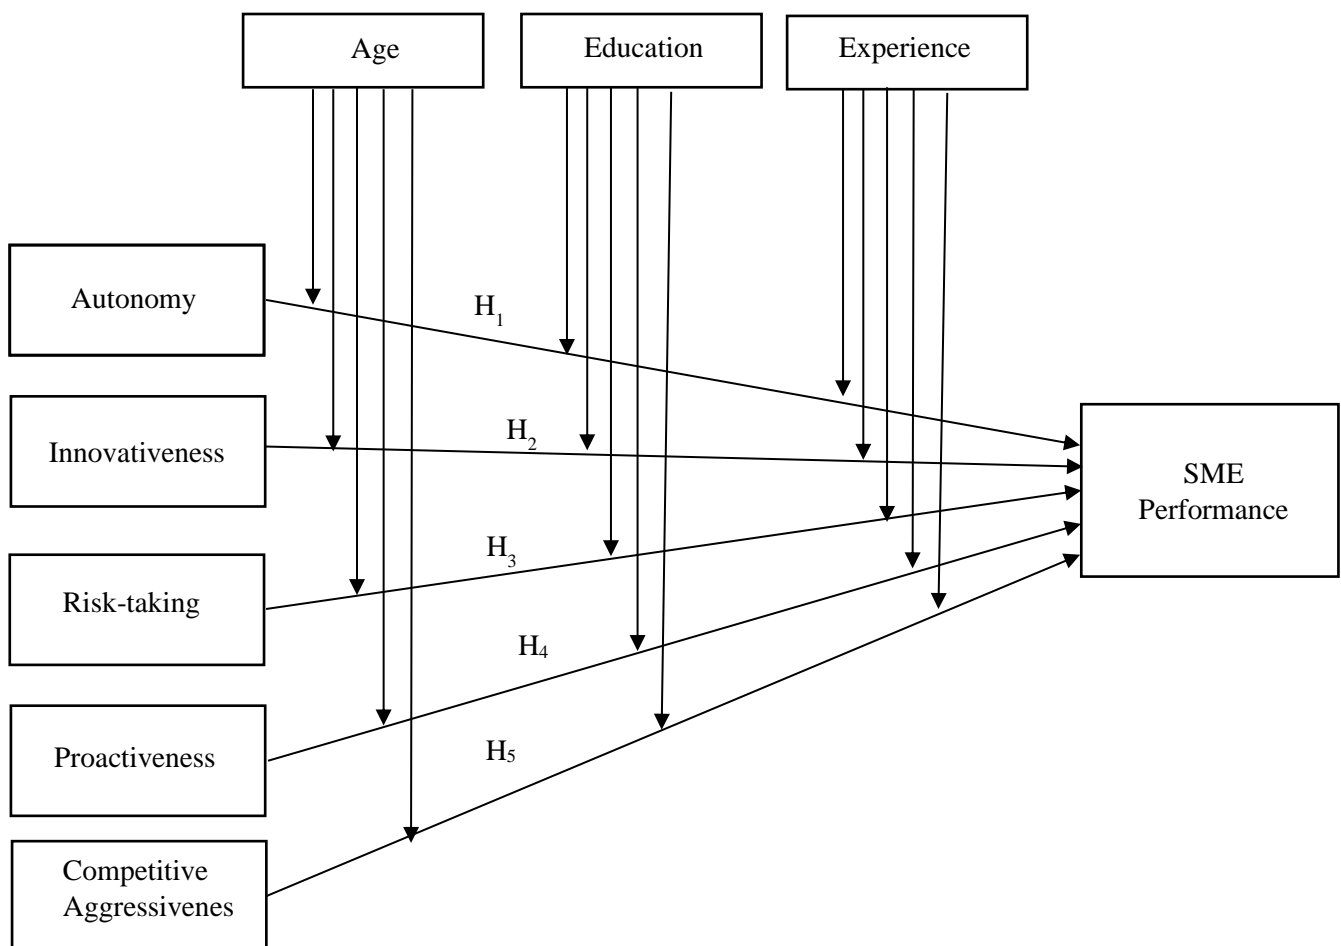 Age
Education
Experience
Autonomy
H₁
Innovativeness
H₂
SME
Performance
Risk-taking
H₃
Proactiveness
H₄
H₅
Competitive
Aggressivenes